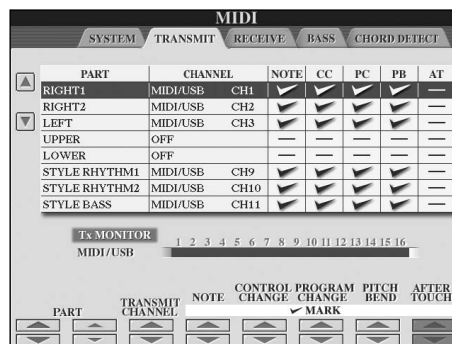 MIDI
SYSTEM TRANSMIT RECEIVE BASS CHORD DETECT
PART CHANNEL NOTE CC PC PB AT
RIGHT1 MIDI/USB CH1 —
RIGHT2 MIDI/USB CH2 —
LEFT MIDI/USB CH3 —
UPPER OFF — — — — —
LOWER OFF — — — — —
STYLE RHYTHM1 MIDI/USB CH9 —
STYLE RHYTHM2 MIDI/USB CH10 —
STYLE BASS MIDI/USB CH11 —
Tx MONITOR 1 2 3 4 5 6 7 8 9 10 11 12 13 14 15 16
MIDI/USB
PART TRANSMIT CHANNEL NOTE CONTROL CHANGE PROGRAM CHANGE PITCH BEND AFTER TOUCH
MARK